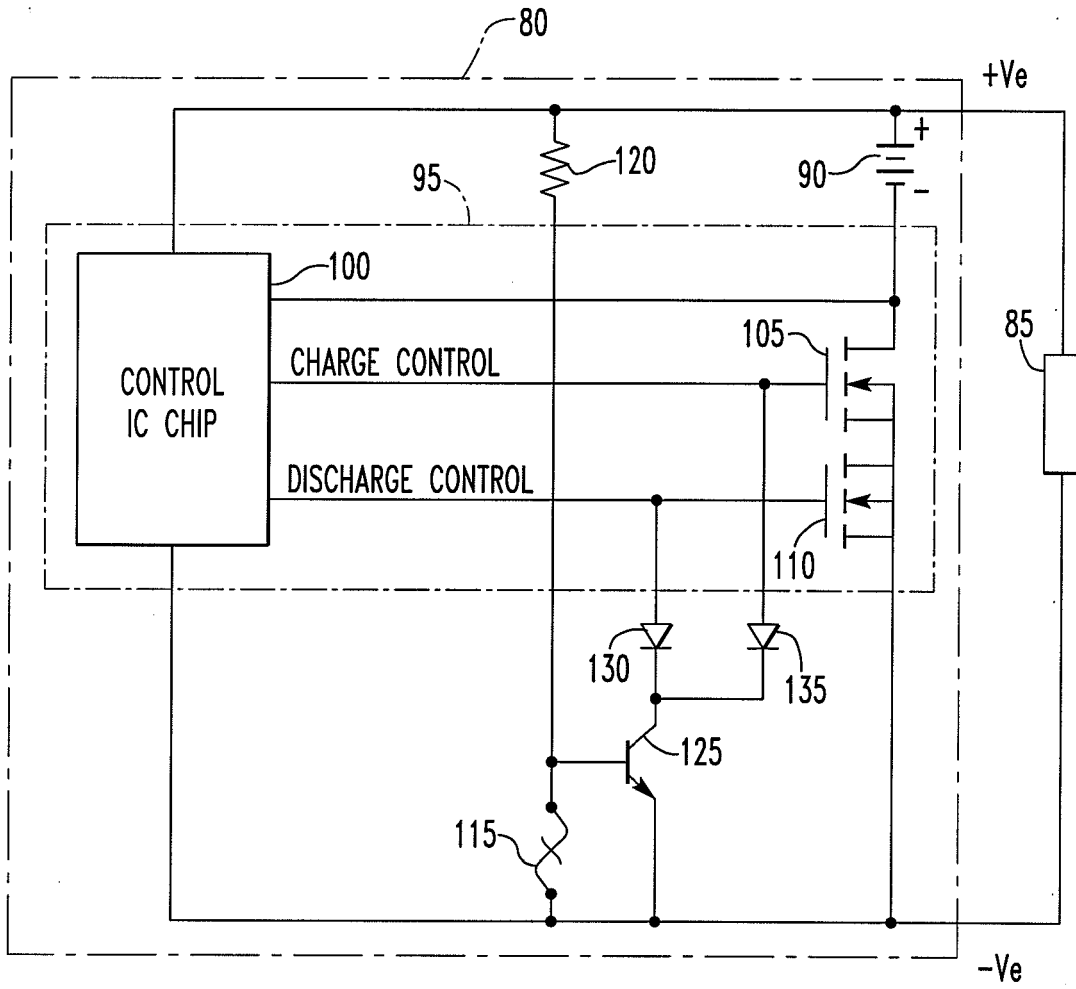 80
+Ve
+
120
90
-
95
100
105
85
CHARGE CONTROL
CONTROL
IC CHIP
DISCHARGE CONTROL
110
130
135
125
115
-Ve